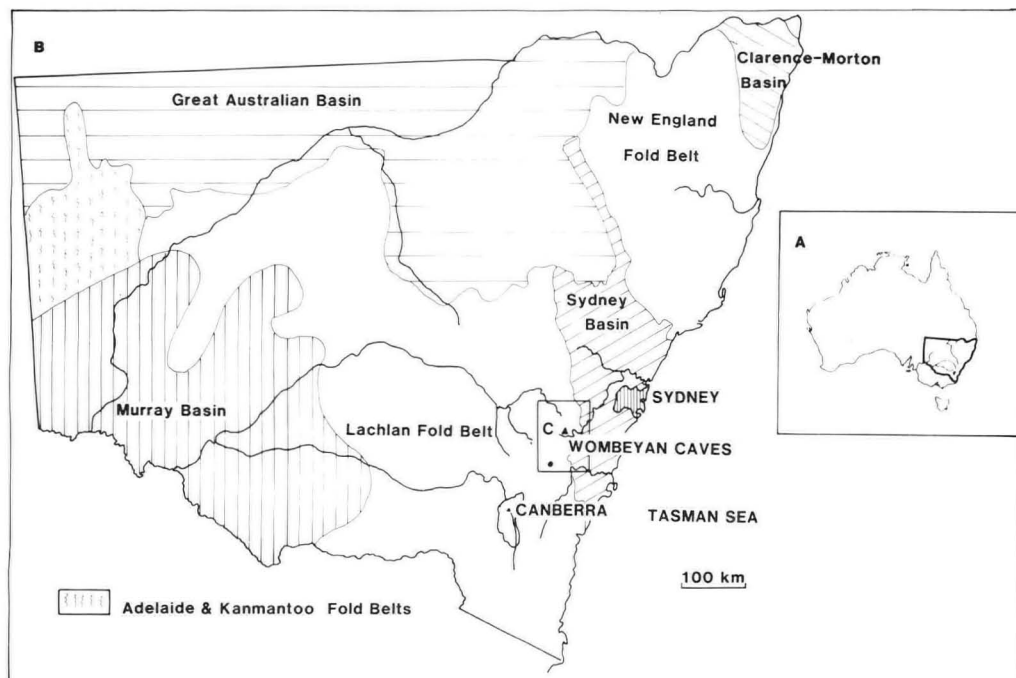 B
Clarence-Morton
Basin
Great Australian Basin
New England
Fold Belt
A
Sydney
Basin
SYDNEY
Murray Basin
Lachlan Fold Belt
C
WOMBEYAN CAVES
CANBERRA
TASMAN SEA
100 km
Adelaide & Kanmantoo Fold Belts